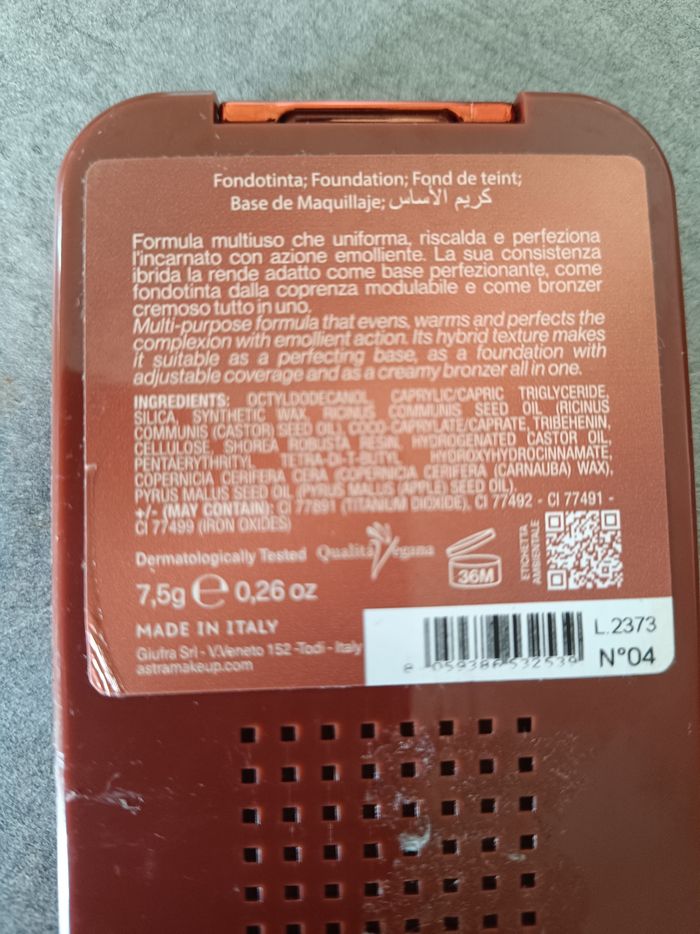 Fondotinta; Foundation; Fond de teint;
Base de Maquillaje; كريم الأساس
Formula multiuso che uniforma, riscalda e perfeziona
l'incarnato con azione emolliente. La sua consistenza
ibrida la rende adatto come base perfezionante, come
fondotinta dalla coprenza modulabile e come bronzer
cremoso tutto in uno.
Multi-purpose formula that evens, warms and perfects the
complexion with emollient action. Its hybrid texture makes
it suitable as a perfecting base, as a foundation with
adjustable coverage and as a creamy bronzer all in one.
INGREDIENTS: OCTYLDODECANOL, CAPRYLIC/CAPRIC TRIGLYCERIDE,
SILICA, SYNTHETIC WAX, RICINUS COMMUNIS SEED OIL (RICINUS
COMMUNIS (CASTOR) SEED OIL), COCO-CAPRYLATE/CAPRATE, TRIBEHENIN,
CELLULOSE, SHOREA ROBUSTA RESIN, HYDROGENATED CASTOR OIL,
PENTAERYTHRITYL TETRA-DI-T-BUTYL HYDROXYHYDROCINNAMATE,
COPERNICIA CERIFERA CERA (COPERNICIA CERIFERA (CARNAUBA) WAX),
PYRUS MALUS SEED OIL (PYRUS MALUS (APPLE) SEED OIL).
+/- (MAY CONTAIN): CI 77891 (TITANIUM DIOXIDE), CI 77492 - CI 77491 -
CI 77499 (IRON OXIDES)
Dermatologically Tested Qualità Vegana
36M
ETICHETTA
AMBIENTALE
7,5g e 0,26 oz
MADE IN ITALY
Giufra Srl - V.Veneto 152 -Todi - Italy
astramakeup.com
8 059386 532539
L.2373
N°04